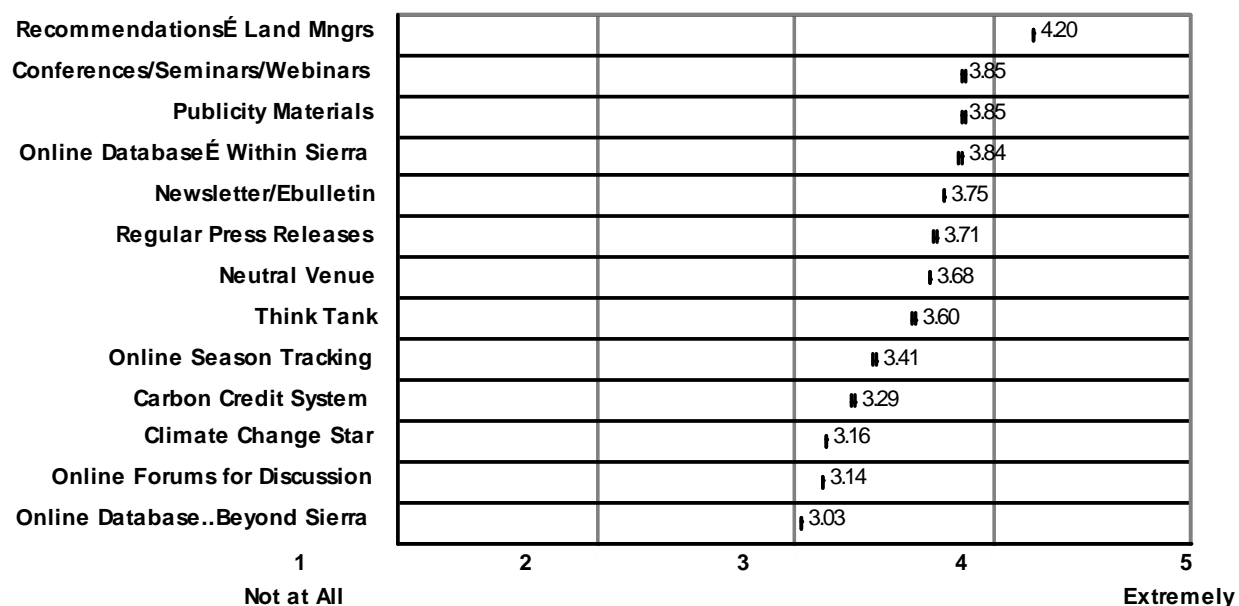 RecommendationsÉ Land Mngrs 4.20
Conferences/Seminars/Webinars 3.85
Publicity Materials 3.85
Online DatabaseÉ Within Sierra 3.84
Newsletter/Ebulletin 3.75
Regular Press Releases 3.71
Neutral Venue 3.68
Think Tank 3.60
Online Season Tracking 3.41
Carbon Credit System 3.29
Climate Change Star 3.16
Online Forums for Discussion 3.14
Online Database..Beyond Sierra 3.03
1 2 3 4 5
Not at All Extremely